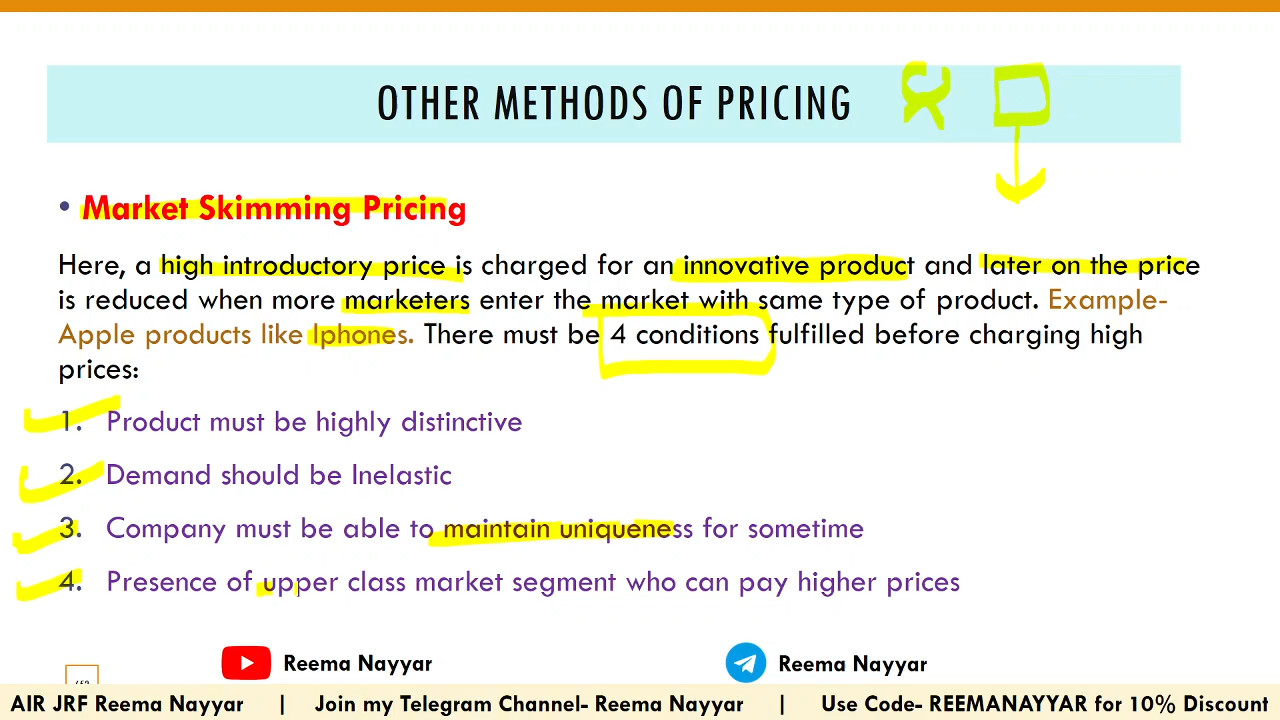 OTHER METHODS OF PRICING
• Market Skimming Pricing
Here, a high introductory price is charged for an innovative product and later on the price
is reduced when more marketers enter the market with same type of product. Example-
Apple products like Iphones. There must be 4 conditions fulfilled before charging high
prices:
1. Product must be highly distinctive
2. Demand should be Inelastic
3. Company must be able to maintain uniqueness for sometime
4. Presence of upper class market segment who can pay higher prices
Reema Nayyar
Reema Nayyar
AIR JRF Reema Nayyar | Join my Telegram Channel- Reema Nayyar | Use Code- REEMANAYYAR for 10% Discount